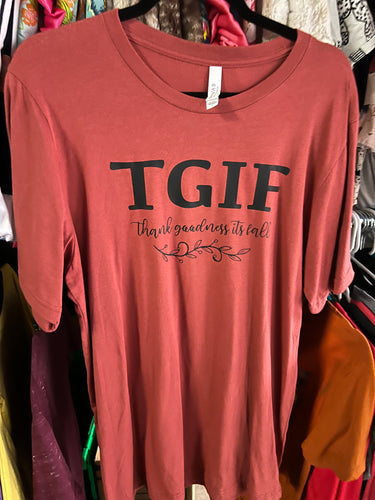 TGIF
Thank goodness its fall